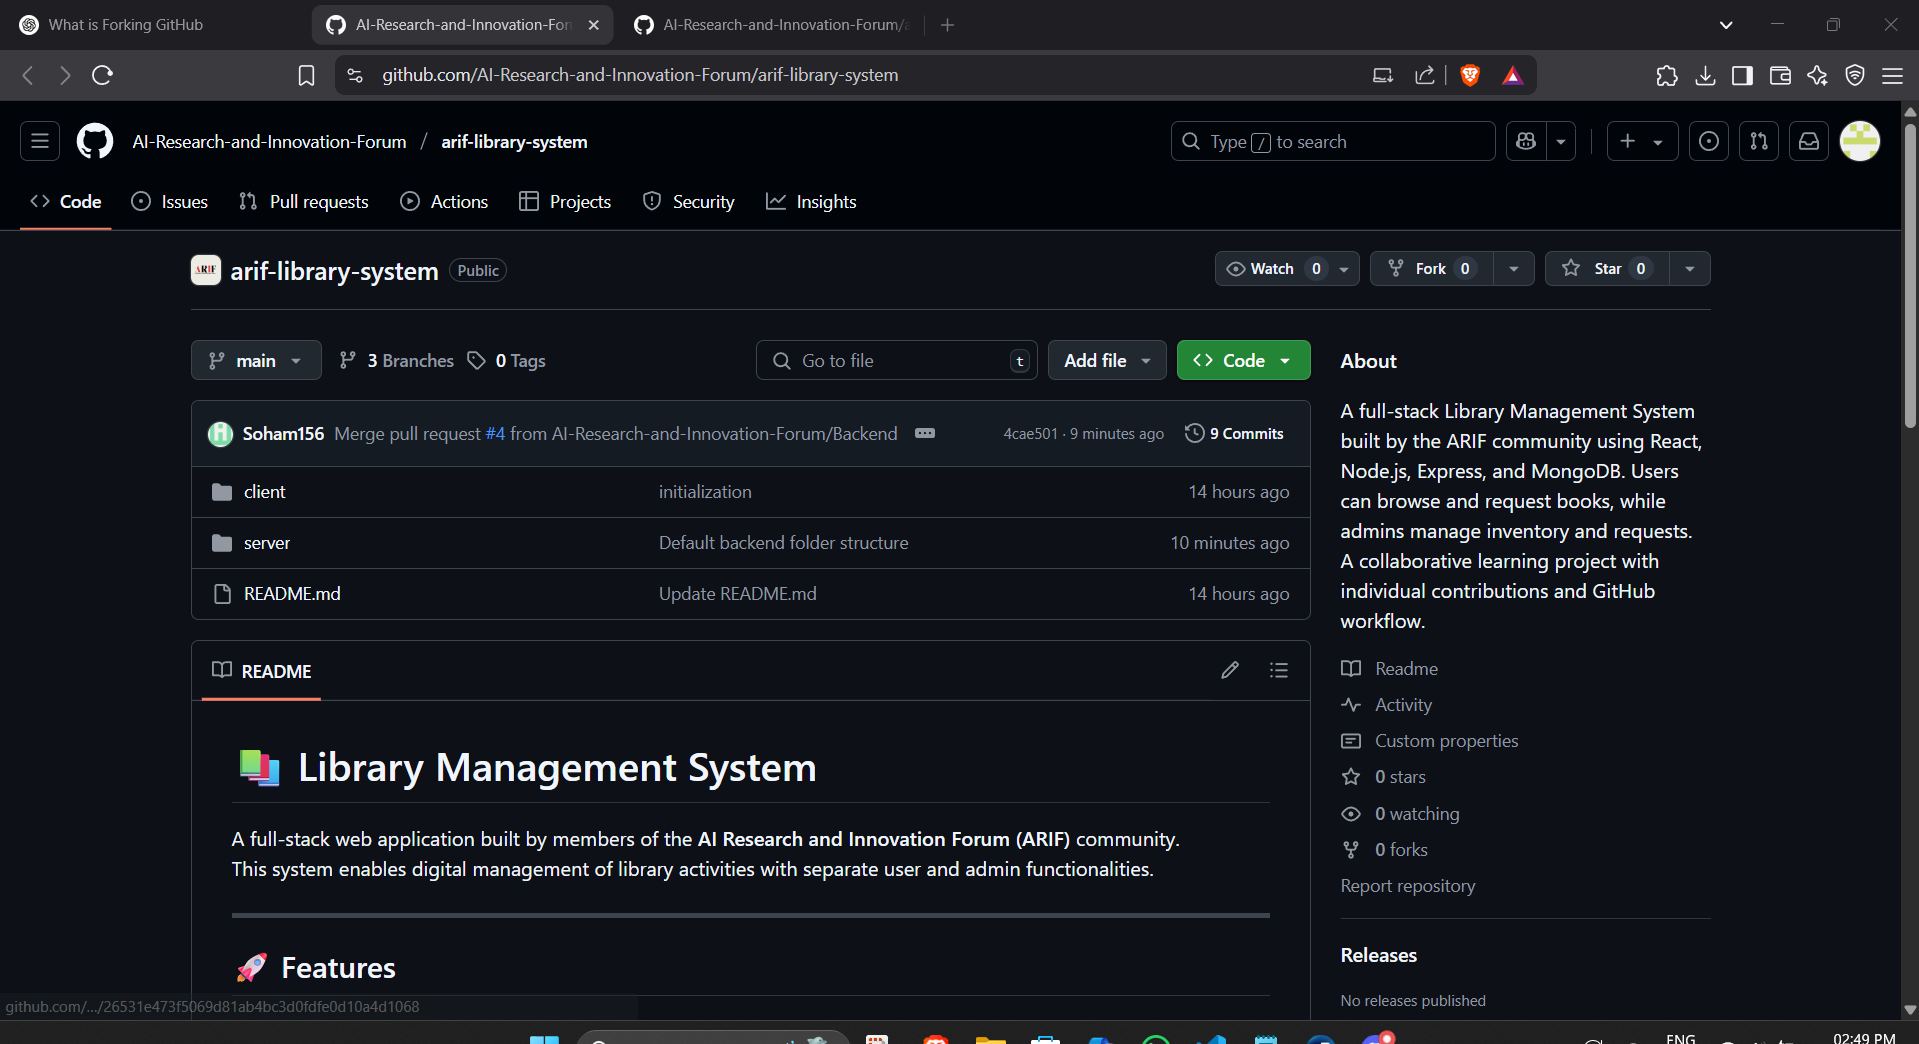 What is Forking GitHub
AI-Research-and-Innovation-For
AI-Research-and-Innovation-Forum/a
github.com/AI-Research-and-Innovation-Forum/arif-library-system
AI-Research-and-Innovation-Forum / arif-library-system
Type / to search
Code
Issues
Pull requests
Actions
Projects
Security
Insights
ARIF
arif-library-system
Public
Watch 0
Fork 0
Star 0
main
3 Branches
0 Tags
Go to file
t
Add file
Code
Soham156 Merge pull request #4 from AI-Research-and-Innovation-Forum/Backend
4cae501 · 9 minutes ago
9 Commits
client initialization 14 hours ago
server Default backend folder structure 10 minutes ago
README.md Update README.md 14 hours ago
README
Library Management System
A full-stack web application built by members of the AI Research and Innovation Forum (ARIF) community.
This system enables digital management of library activities with separate user and admin functionalities.
Features
About
A full-stack Library Management System
built by the ARIF community using React,
Node.js, Express, and MongoDB. Users
can browse and request books, while
admins manage inventory and requests.
A collaborative learning project with
individual contributions and GitHub
workflow.
Readme
Activity
Custom properties
0 stars
0 watching
0 forks
Report repository
Releases
No releases published
github.com/.../26531e473f5069d81ab4bc3d0fdfe0d10a4d1068
ENG
02:49 PM